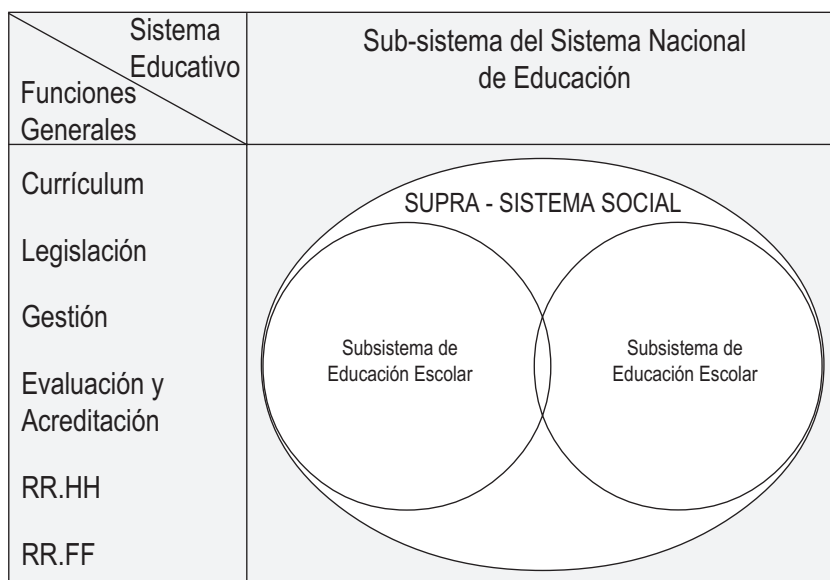 Sistema
Educativo
Funciones
Generales
Sub-sistema del Sistema Nacional
de Educación
Currículum
Legislación
Gestión
Evaluación y
Acreditación
RR.HH
RR.FF
SUPRA - SISTEMA SOCIAL
Subsistema de
Educación Escolar
Subsistema de
Educación Escolar